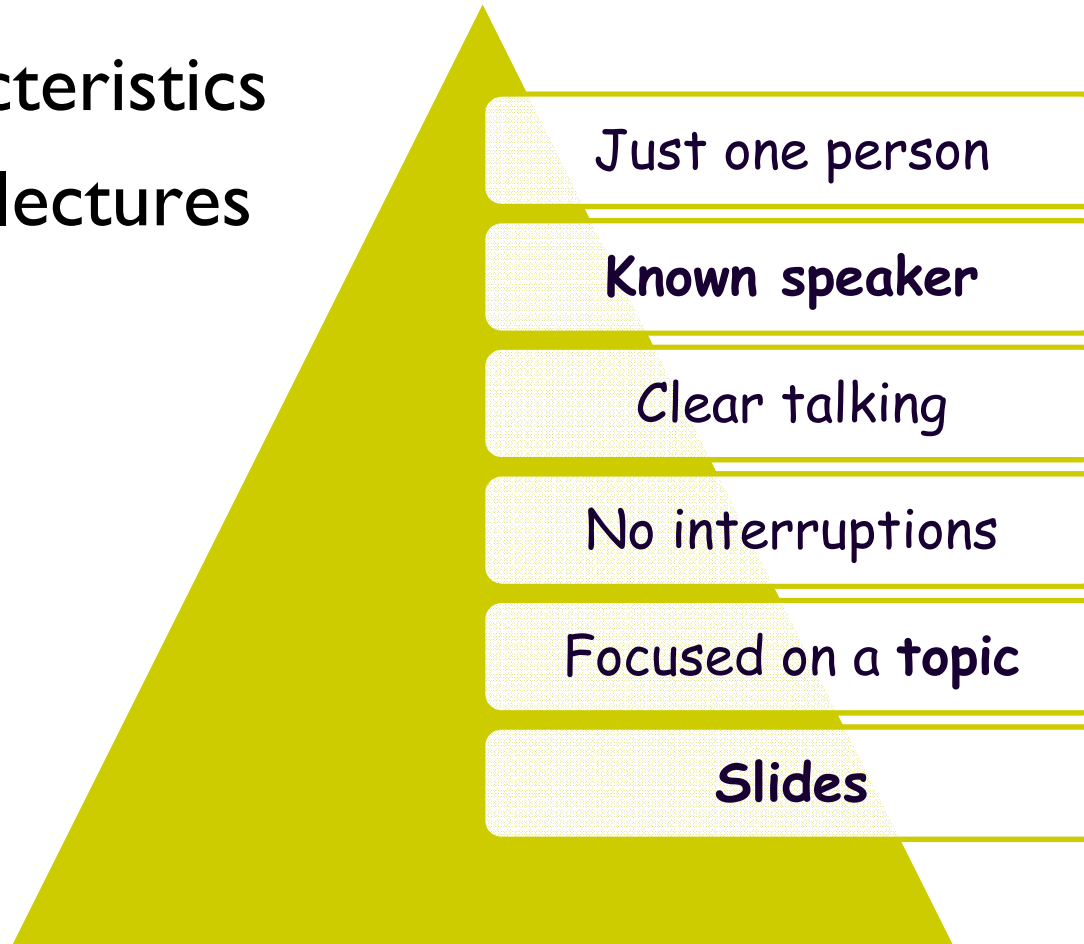 cteristics
lectures
Just one person
Known speaker
Clear talking
No interruptions
Focused on a topic
Slides